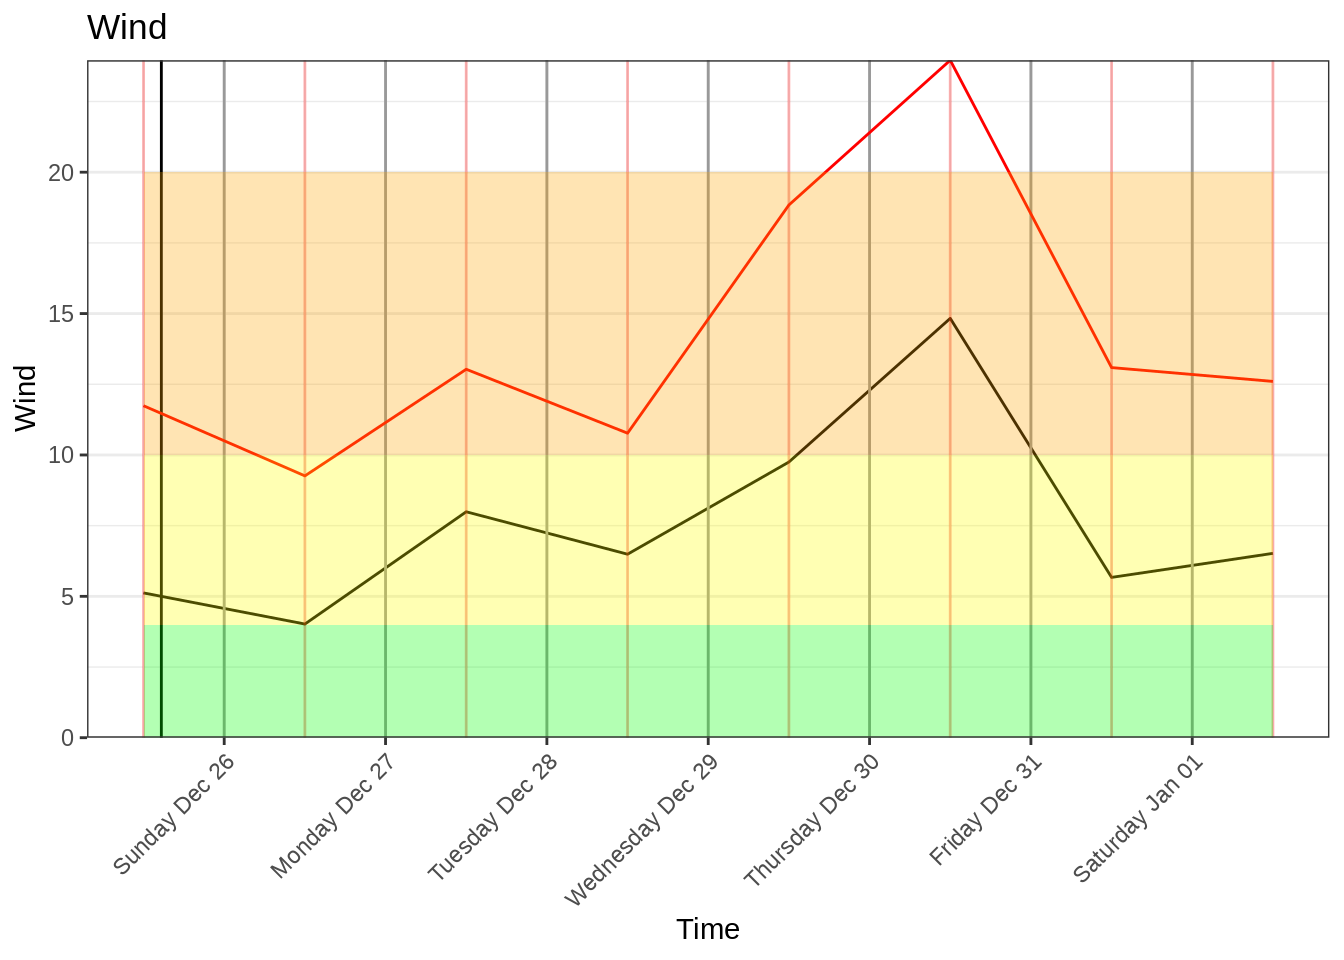 Wind
Wind
20
15
10
5
0
Sunday Dec 26
Monday Dec 27
Tuesday Dec 28
Wednesday Dec 29
Thursday Dec 30
Friday Dec 31
Saturday Jan 01
Time